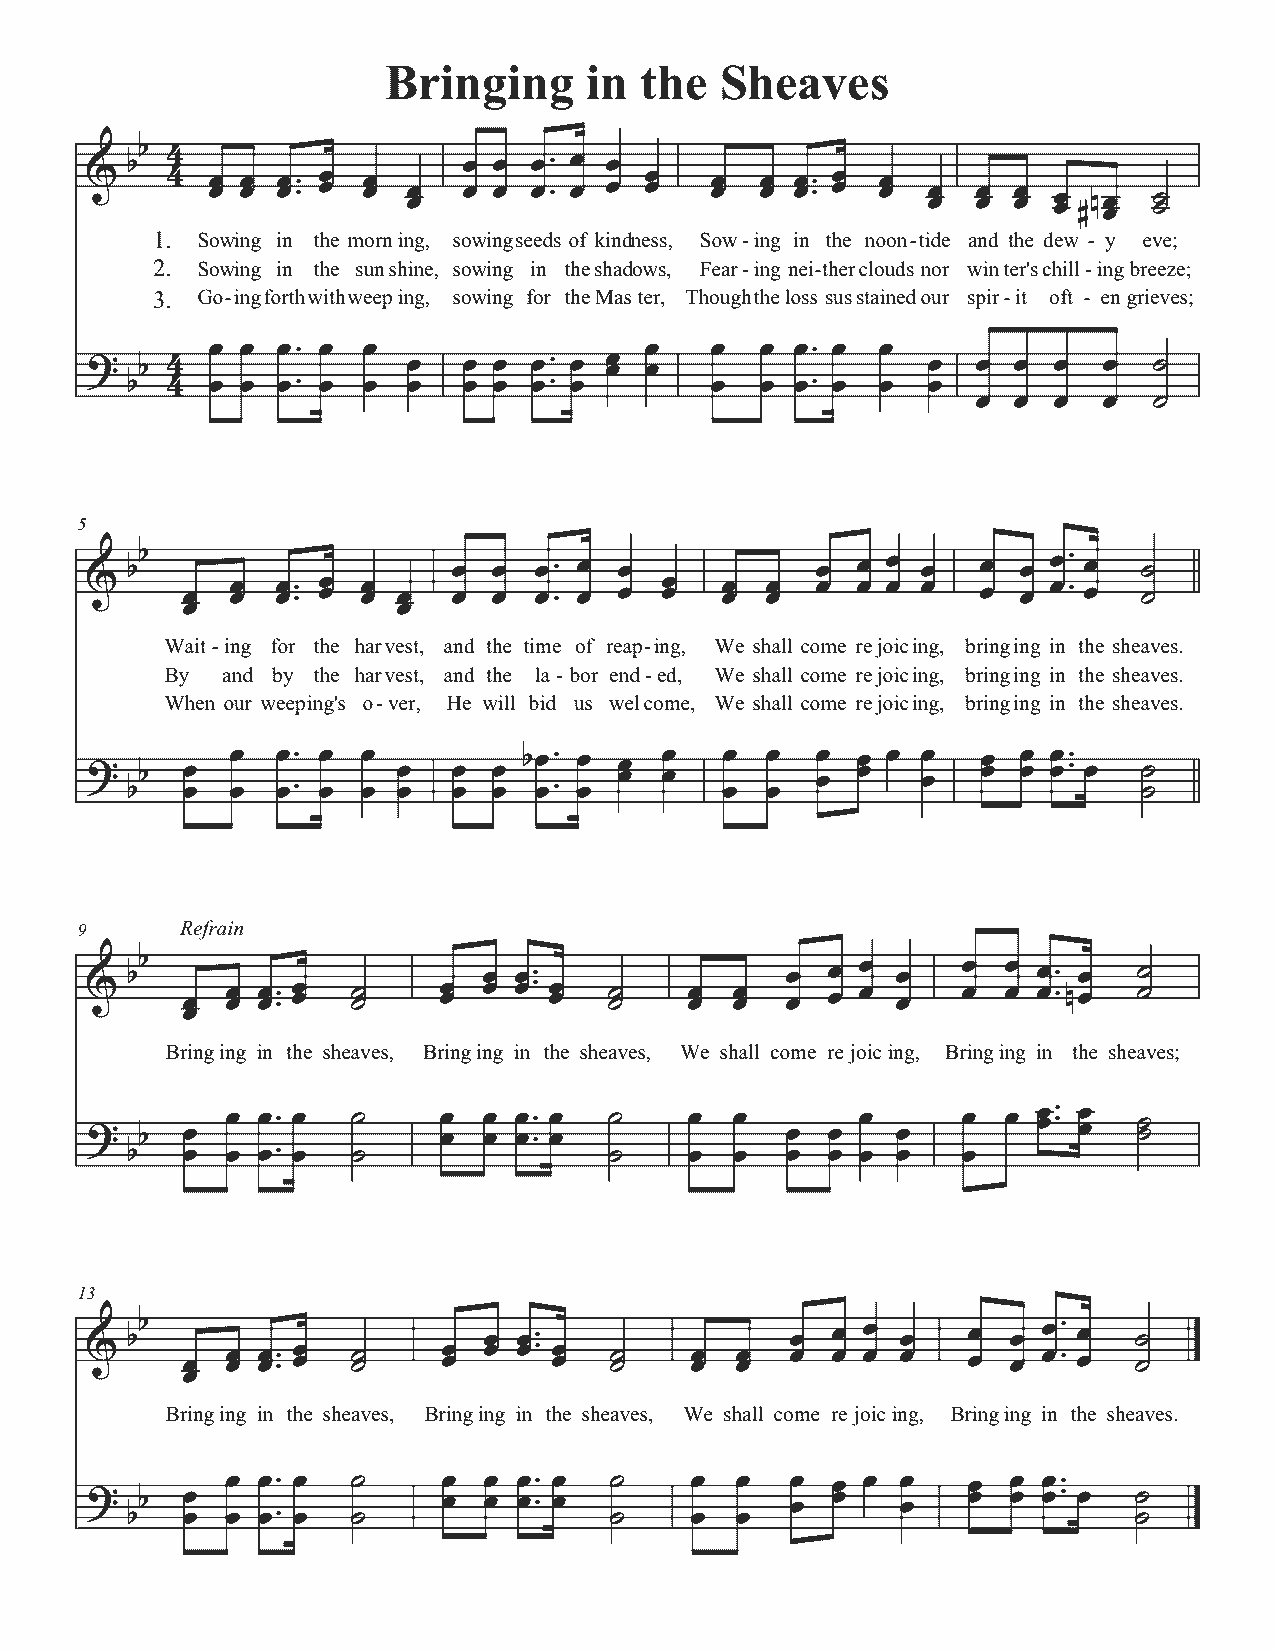 Bringing in the Sheaves
1. Sowing in the morn ing, sowing seeds of kindness, Sow - ing in the noon - tide and the dew - y eve;
2. Sowing in the sun shine, sowing in the shadows, Fear - ing nei - ther clouds nor win ter's chill - ing breeze;
3. Go - ing forth with weep ing, sowing for the Mas ter, Though the loss sus stained our spir - it oft - en grieves;
5
Wait - ing for the har vest, and the time of reap - ing, We shall come re joic ing, bring ing in the sheaves.
By and by the har vest, and the la - bor end - ed, We shall come re joic ing, bring ing in the sheaves.
When our weeping's o - ver, He will bid us wel come, We shall come re joic ing, bring ing in the sheaves.
9 Refrain
Bring ing in the sheaves, Bring ing in the sheaves, We shall come re joic ing, Bring ing in the sheaves;
13
Bring ing in the sheaves, Bring ing in the sheaves, We shall come re joic ing, Bring ing in the sheaves.